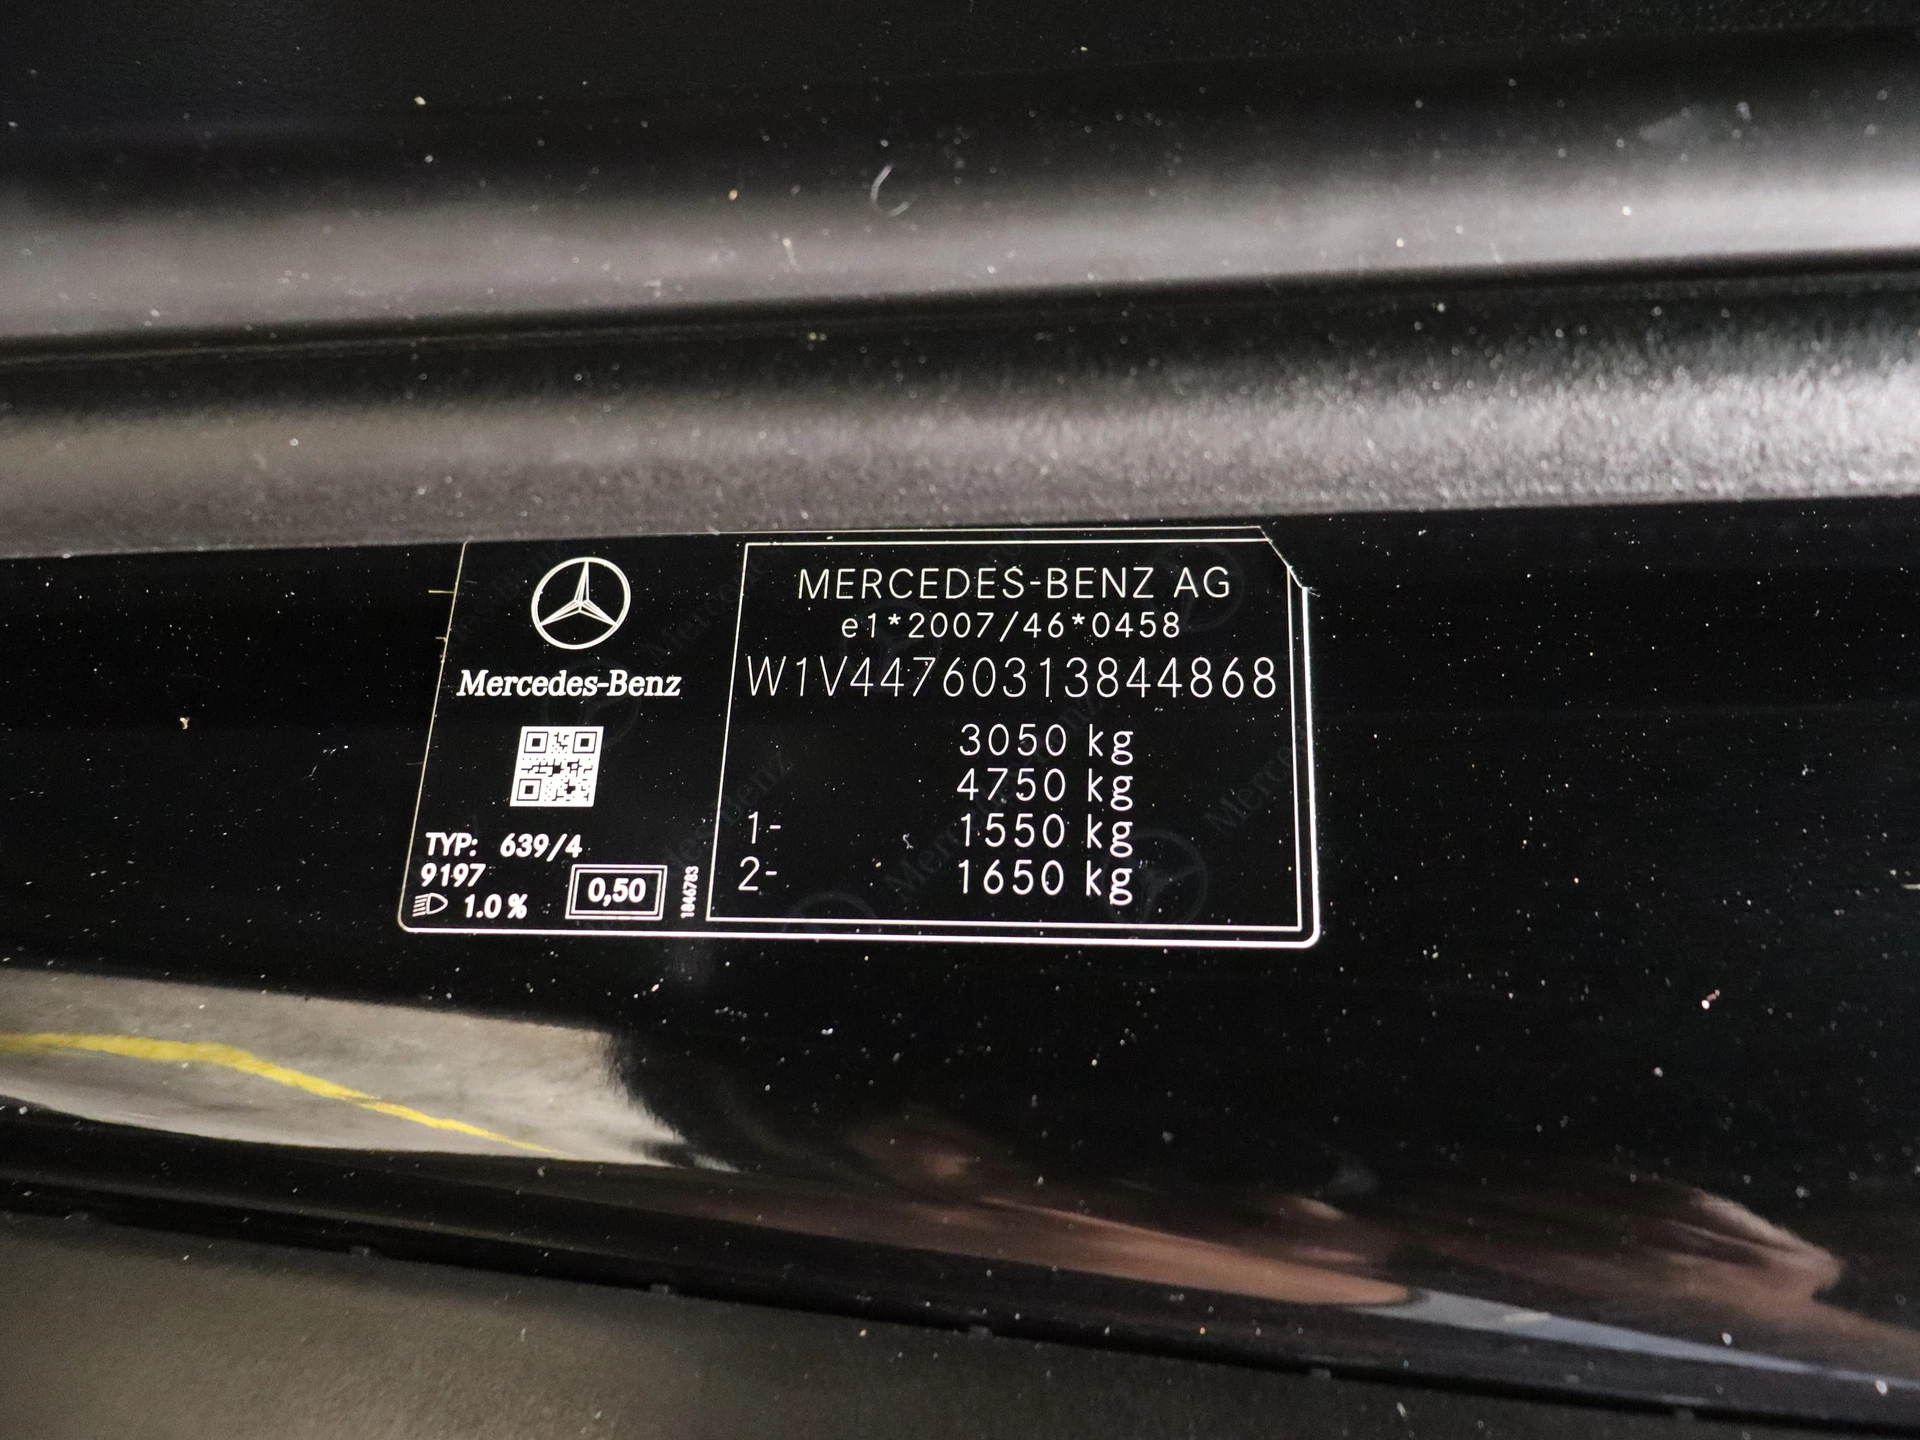 Mercedes-Benz
TYP: 639/4
9197
1.0 %
0,50
1846783
MERCEDES-BENZ AG
e1*2007/46*0458
W1V44760313844868
3050 kg
4750 kg
1- 1550 kg
2- 1650 kg